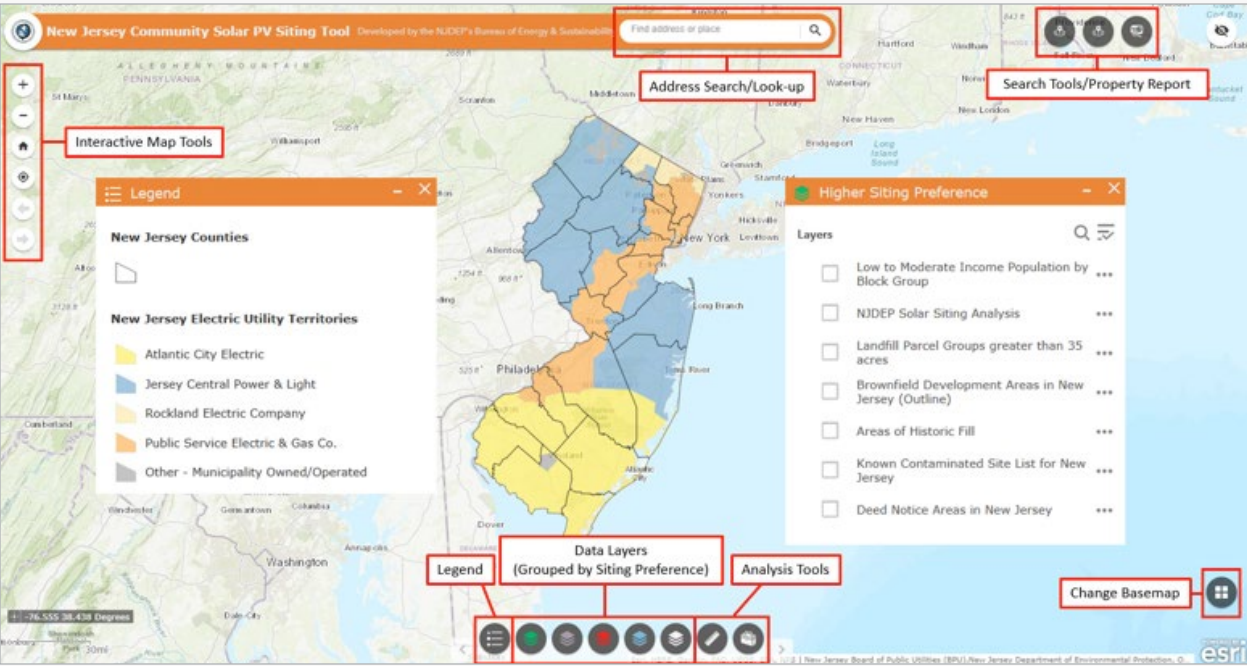 New Jersey Community Solar PV Siting Tool
Developed by the NJDEP's Bureau of Energy & Sustainability
Find address or place
Address Search/Look-up
Search Tools/Property Report
Interactive Map Tools
Legend
New Jersey Counties
New Jersey Electric Utility Territories
Atlantic City Electric
Jersey Central Power & Light
Rockland Electric Company
Public Service Electric & Gas Co.
Other - Municipality Owned/Operated
Higher Siting Preference
Layers
Low to Moderate Income Population by
Block Group
NJDEP Solar Siting Analysis
Landfill Parcel Groups greater than 35
acres
Brownfield Development Areas in New
Jersey (Outline)
Areas of Historic Fill
Known Contaminated Site List for New
Jersey
Deed Notice Areas in New Jersey
ALLEGHENY MOUNTAINS
PENNSYLVANIA
St Marys
Williamsport
Scranton
Middletown
Hartford
Windham
CONNECTICUT
Waterbury
Danbury
New Haven
New London
Bridgeport
Long
Island
Sound
Greenwich
Stamford
Yonkers
Hicksville
New York
Levittown
Long Branch
Toms River
Philadelphia
Atlantic
City
Dover
Cumberland
Winchester
Germantown
Columbia
Annapolis
Washington
Dale City
Legend
Data Layers
(Grouped by Siting Preference)
Analysis Tools
Change Basemap
-76.555 38.438 Degrees
30mi
New Jersey Board of Public Utilities (BPU),New Jersey Department of Environmental Protection, O...
POWERED BY
esri